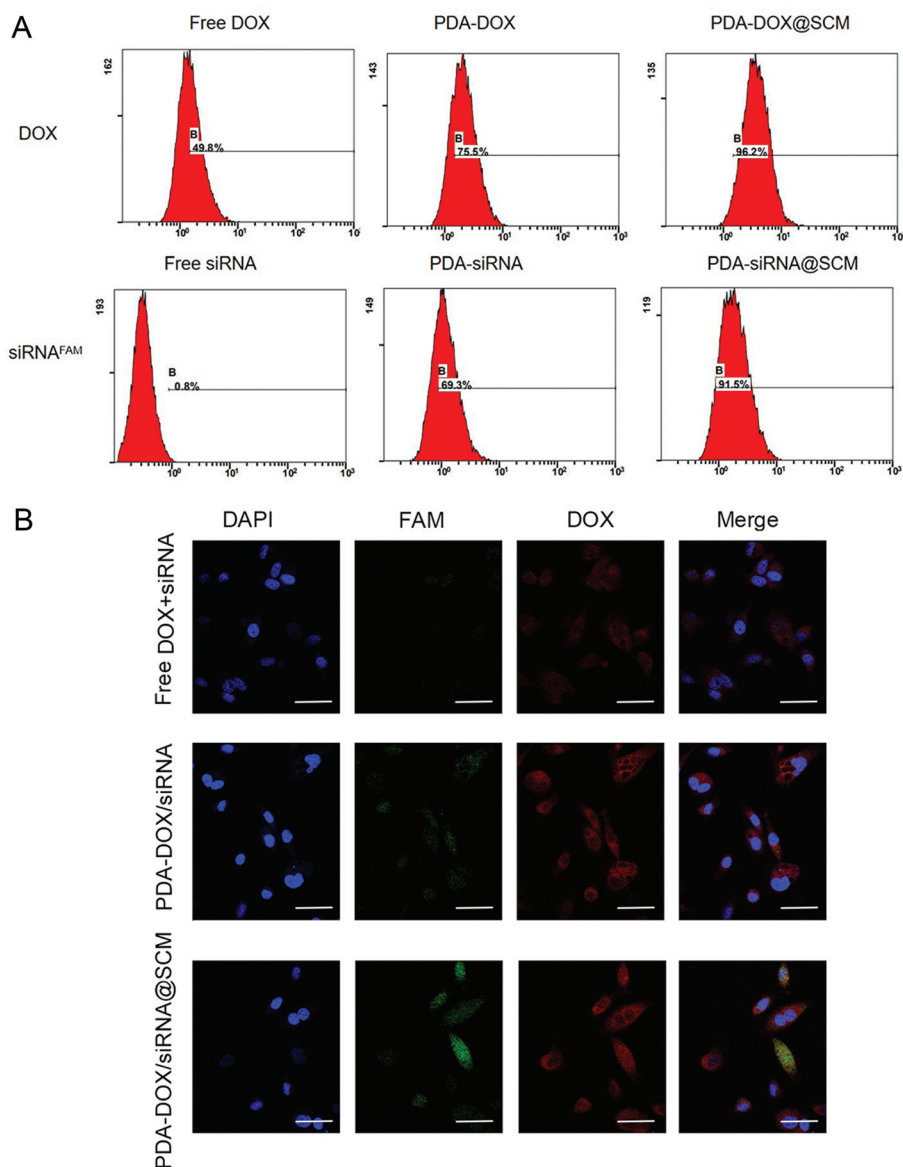 A
Free DOX
PDA-DOX
PDA-DOX@SCM
DOX
162
B
49.8%
10⁰ 10¹ 10² 10
143
B
75.5%
10⁰ 10¹ 10² 10³
135
B
96.2%
10⁰ 10¹ 10² 10
Free siRNA
PDA-siRNA
PDA-siRNA@SCM
siRNAᶠᴬᴹ
193
B
0.8%
10⁰ 10¹ 10² 10³
149
B
69.3%
10⁰ 10¹ 10² 10³
119
B
91.5%
10⁰ 10¹ 10² 10³
B
DAPI
FAM
DOX
Merge
Free DOX+siRNA
PDA-DOX/siRNA
PDA-DOX/siRNA@SCM